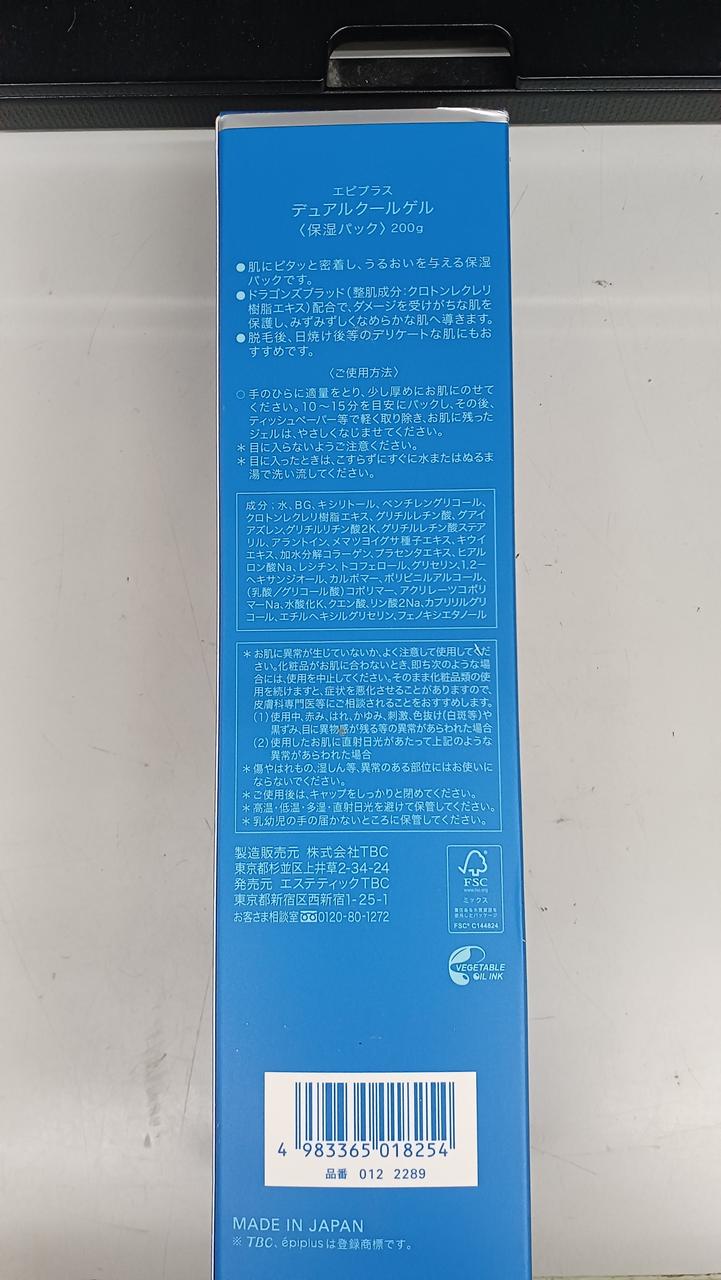 エピプラス
デュアルクールゲル
〈保湿パック〉200g
●肌にピタッと密着し、うるおいを与える保湿
パックです。
●ドラゴンズブラッド（整肌成分：クロトンレクレリ
樹脂エキス）配合で、ダメージを受けがちな肌を
保護し、みずみずしくなめらかな肌へ導きます。
●脱毛後、日焼け後等のデリケートな肌にもお
すすめです。
〈ご使用方法〉
○手のひらに適量をとり、少し厚めにお肌にのせて
ください。10～15分を目安にパックし、その後、
ティッシュペーパー等で軽く取り除き、お肌に残った
ジェルは、やさしくなじませてください。
＊目に入らないようご注意ください。
＊目に入ったときは、こすらずにすぐに水またはぬるま
湯で洗い流してください。
成分：水、BG、キシリトール、ペンチレングリコール、
クロトンレクレリ樹脂エキス、グリチルレチン酸、グアイ
アズレン、グリチルリチン酸2K、グリチルレチン酸ステア
リル、アラントイン、メマツヨイグサ種子エキス、キウイ
エキス、加水分解コラーゲン、プラセンタエキス、ヒアル
ロン酸Na、レシチン、トコフェロール、グリセリン、1,2－
ヘキサンジオール、カルボマー、ポリビニルアルコール、
（乳酸／グリコール酸）コポリマー、アクリレーツコポリ
マーNa、水酸化K、クエン酸、リン酸2Na、カプリリルグリ
コール、エチルヘキシルグリセリン、フェノキシエタノール
＊お肌に異常が生じていないか、よく注意して使用してくだ
さい。化粧品がお肌に合わないとき、即ち次のような場
合には、使用を中止してください。そのまま化粧品類の使
用を続けますと、症状を悪化させることがありますので、
皮膚科専門医等にご相談されることをおすすめします。
（1）使用中、赤み、はれ、かゆみ、刺激、色抜け（白斑等）や
黒ずみ、目に異物感が残る等の異常があらわれた場合
（2）使用したお肌に直射日光があたって上記のような
異常があらわれた場合
＊傷やはれもの、湿しん等、異常のある部位にはお使いに
ならないでください。
＊ご使用後は、キャップをしっかりと閉めてください。
＊高温・低温・多湿・直射日光を避けて保管してください。
＊乳幼児の手の届かないところに保管してください。
製造販売元 株式会社TBC
東京都杉並区上井草2-34-24
発売元 エステティックTBC
東京都新宿区西新宿1-25-1
お客さま相談室 0120-80-1272
FSC
www.fsc.org
ミックス
責任ある木質資源を
使用したパッケージ
FSC® C144824
VEGETABLE
OIL INK
4 983365 018254
品番 012 2289
MADE IN JAPAN
※TBC、épiplusは登録商標です。